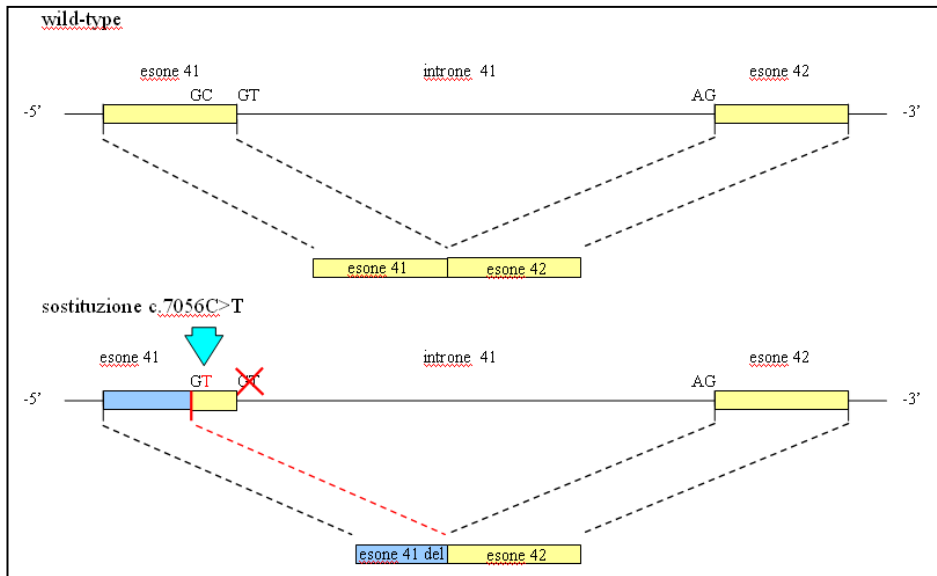 wild-type
esone 41 introne 41 esone 42
GC GT AG
-5’ -3’
esone 41 esone 42
sostituzione c.7056C>T
esone 41 introne 41 esone 42
GT GT AG
-5’ -3’
esone 41 del esone 42